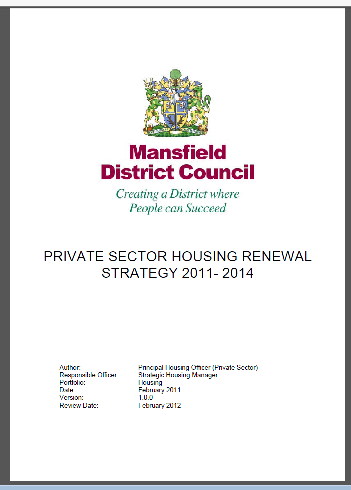 Mansfield
District Council
Creating a District where
People can Succeed
PRIVATE SECTOR HOUSING RENEWAL
STRATEGY 2011- 2014
Author: Principal Housing Officer (Private Sector)
Responsible Officer Strategic Housing Manager
Portfolio: Housing
Date February 2011
Version: 1.0.0
Review Date: February 2012